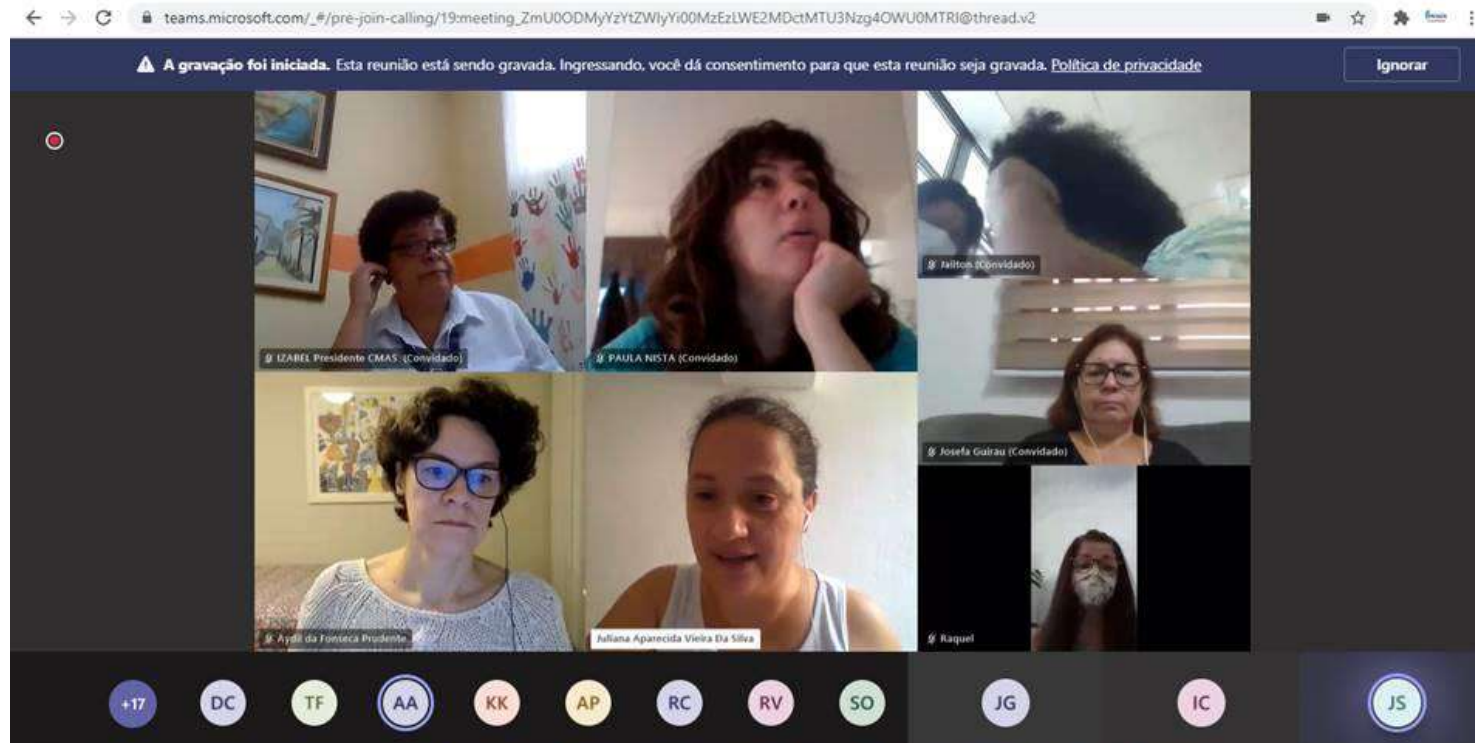 teams.microsoft.com/_#/pre-join-calling/19:meeting_ZmU0ODMyYzYtZWIyYi00MzEzLWE2MDctMTU3Nzg4OWU0MTRI@thread.v2
A gravação foi iniciada. Esta reunião está sendo gravada. Ingressando, você dá consentimento para que esta reunião seja gravada. Política de privacidade
Ignorar
Jailton (Convidado)
IZABEL Presidente CMAS (Convidado)
PAULA NISTA (Convidado)
Josefa Guirau (Convidado)
Aydil da Fonseca Prudente
Juliana Aparecida Vieira Da Silva
Raquel
+17 DC TF AA KK AP RC RV SO JG IC JS